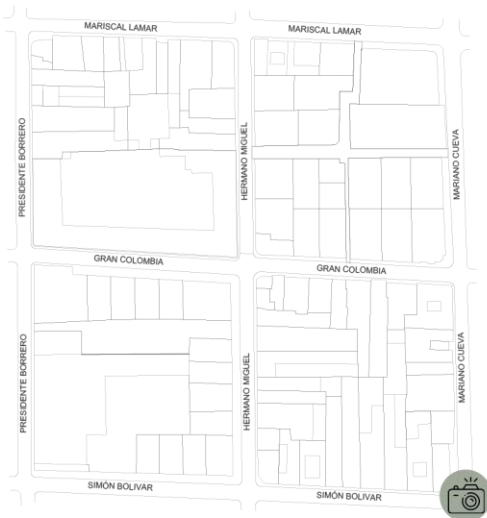 MARISCAL LAMAR
MARISCAL LAMAR
PRESIDENTE BORRERO
HERMANO MIGUEL
MARIANO CUEVA
GRAN COLOMBIA
GRAN COLOMBIA
PRESIDENTE BORRERO
HERMANO MIGUEL
MARIANO CUEVA
SIMÓN BOLIVAR
SIMÓN BOLIVAR